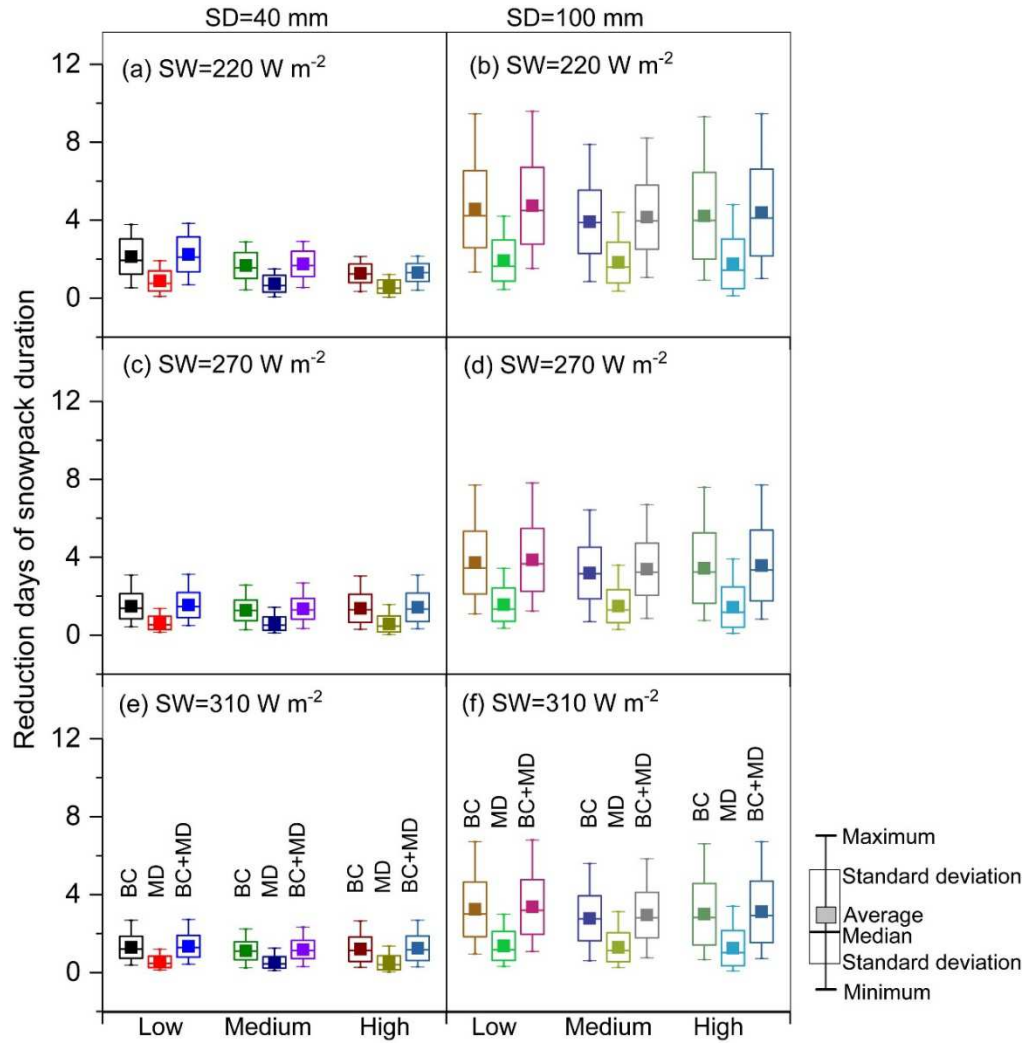 SD=40 mm SD=100 mm
Reduction days of snowpack duration
(a) SW=220 W m-2
(b) SW=220 W m-2
12
8
4
0
(c) SW=270 W m-2
(d) SW=270 W m-2
12
8
4
0
(e) SW=310 W m-2
(f) SW=310 W m-2
12
8
4
0
BC MD BC+MD BC MD BC+MD BC MD BC+MD
BC MD BC+MD BC MD BC+MD BC MD BC+MD
Low Medium High Low Medium High
Maximum
Standard deviation
Average
Median
Standard deviation
Minimum